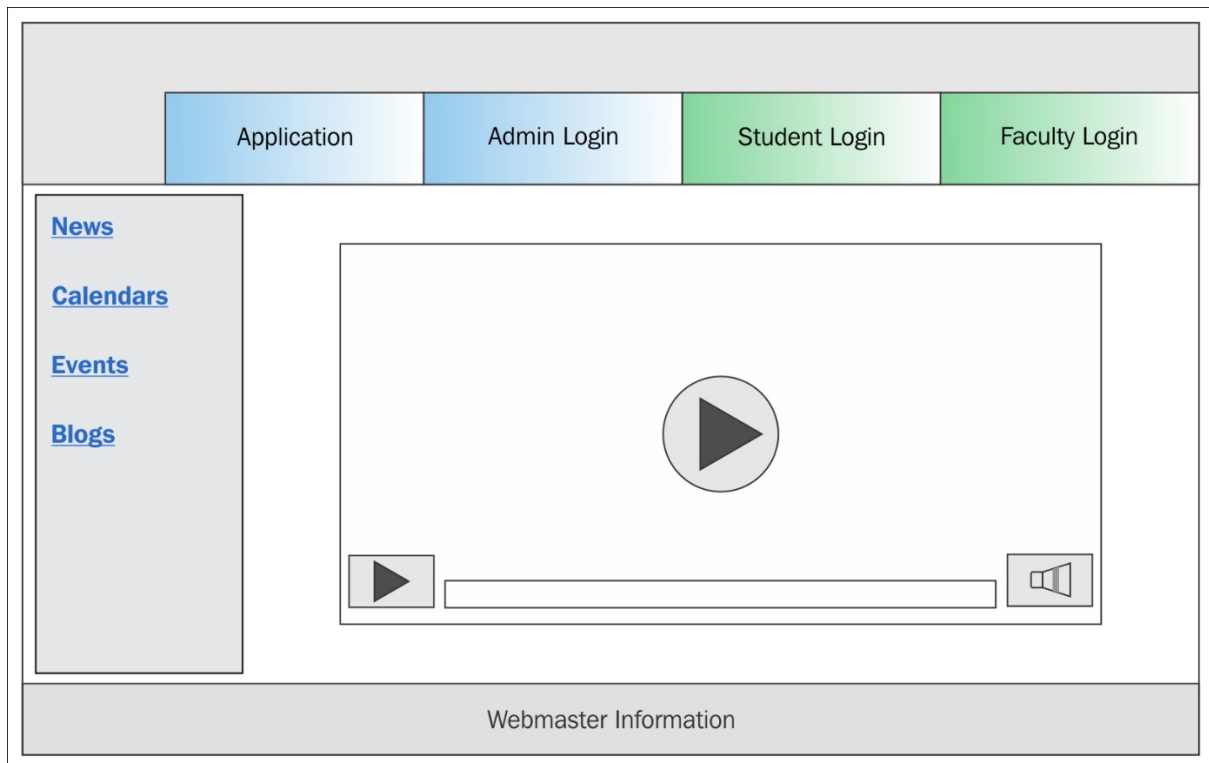 Application
Admin Login
Student Login
Faculty Login
News
Calendars
Events
Blogs
Webmaster Information